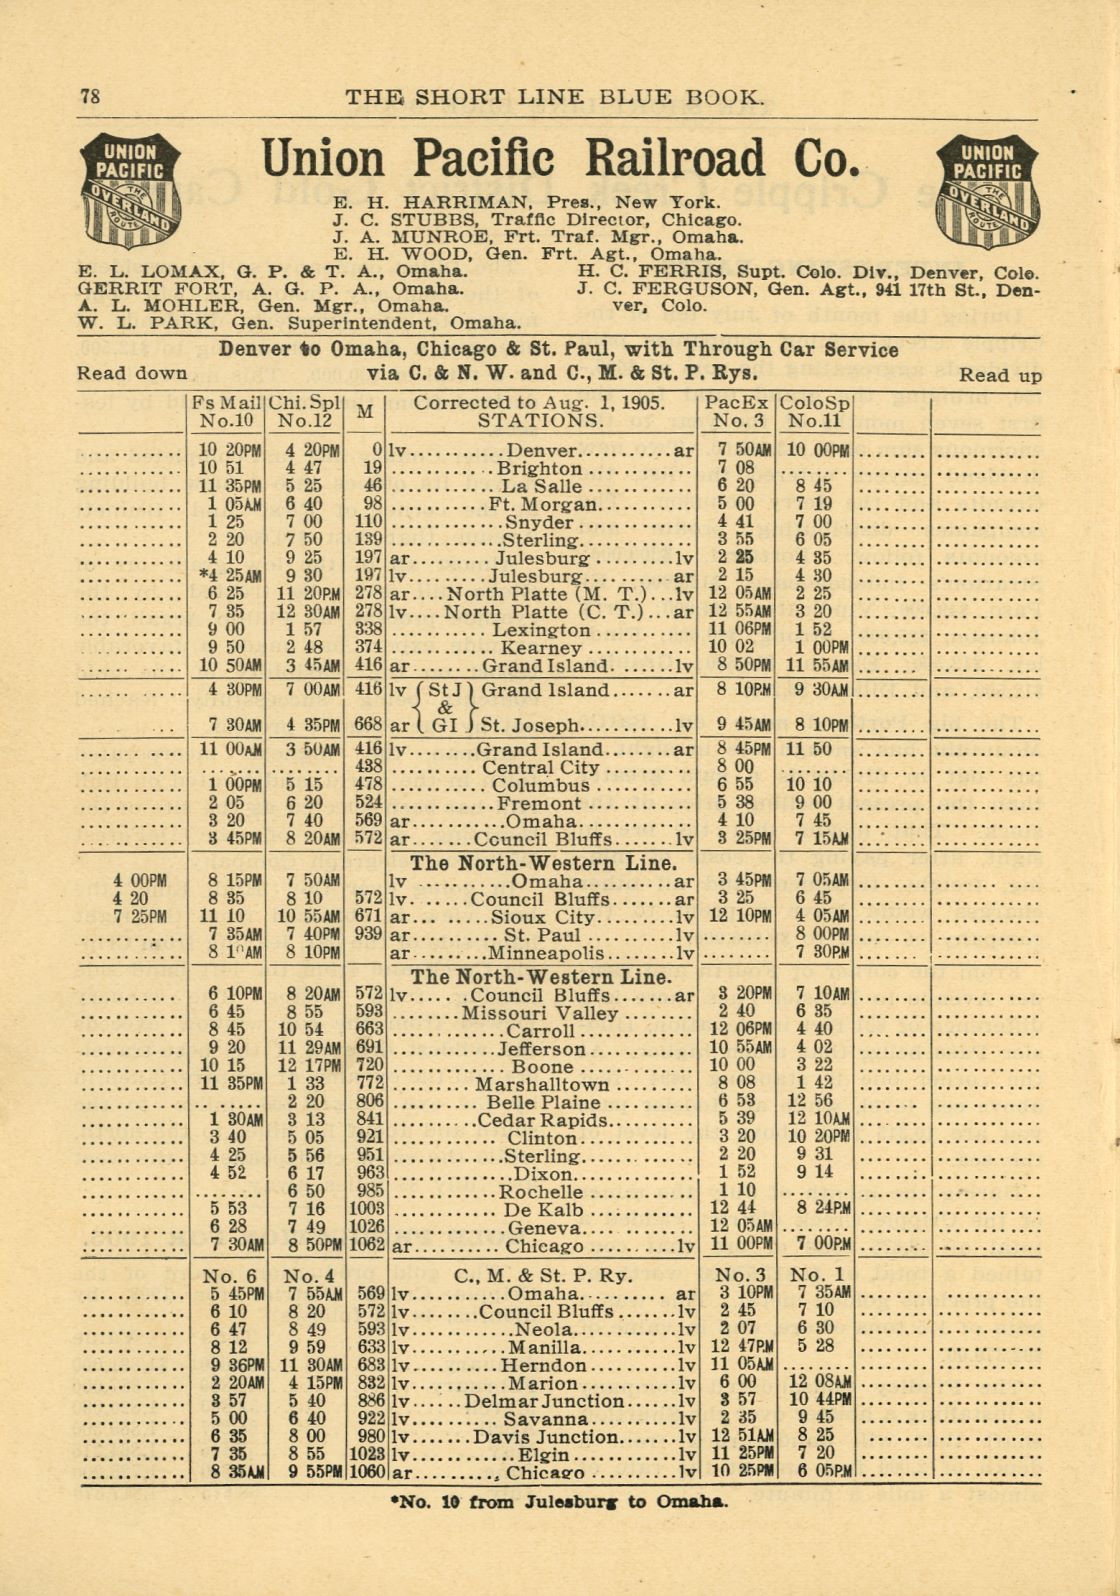 78 THE SHORT LINE BLUE BOOK.
UNION PACIFIC THE OVERLAND ROUTE
Union Pacific Railroad Co.
UNION PACIFIC THE OVERLAND ROUTE
E. H. HARRIMAN, Pres., New York.
J. C. STUBBS, Traffic Director, Chicago.
J. A. MUNROE, Frt. Traf. Mgr., Omaha.
E. H. WOOD, Gen. Frt. Agt., Omaha.
E. L. LOMAX, G. P. & T. A., Omaha. H. C. FERRIS, Supt. Colo. Div., Denver, Colo.
GERRIT FORT, A. G. P. A., Omaha. J. C. FERGUSON, Gen. Agt., 941 17th St., Den-
A. L. MOHLER, Gen. Mgr., Omaha. ver, Colo.
W. L. PARK, Gen. Superintendent, Omaha.
Denver to Omaha, Chicago & St. Paul, with Through Car Service
Read down via C. & N. W. and C., M. & St. P. Rys. Read up
Fs Mail Chi. Spl M Corrected to Aug. 1, 1905. PacEx ColoSp
No.10 No.12 STATIONS. No. 3 No.11
10 20PM 4 20PM 0 lv Denver ar 7 50AM 10 00PM
10 51 4 47 19 Brighton 7 08
11 35PM 5 25 46 La Salle 6 20 8 45
1 05AM 6 40 98 Ft. Morgan 5 00 7 19
1 25 7 00 110 Snyder 4 41 7 00
2 20 7 50 139 Sterling 3 55 6 05
4 10 9 25 197 ar Julesburg lv 2 25 4 35
*4 25AM 9 30 197 lv Julesburg ar 2 15 4 30
6 25 11 20PM 278 ar North Platte (M. T.) lv 12 05AM 2 25
7 35 12 30AM 278 lv North Platte (C. T.) ar 12 55AM 3 20
9 00 1 57 338 Lexington 11 06PM 1 52
9 50 2 48 374 Kearney 10 02 1 00PM
10 50AM 3 45AM 416 ar Grand Island lv 8 50PM 11 55AM
4 30PM 7 00AM 416 lv { StJ } Grand Island ar 8 10PM 9 30AM
&
7 30AM 4 35PM 668 ar { GI } St. Joseph lv 9 45AM 8 10PM
11 00AM 3 50AM 416 lv Grand Island ar 8 45PM 11 50
438 Central City 8 00
1 00PM 5 15 478 Columbus 6 55 10 10
2 05 6 20 524 Fremont 5 38 9 00
3 20 7 40 569 ar Omaha 4 10 7 45
3 45PM 8 20AM 572 ar Council Bluffs lv 3 25PM 7 15AM
The North-Western Line.
4 00PM 8 15PM 7 50AM lv Omaha ar 3 45PM 7 05AM
4 20 8 35 8 10 572 lv Council Bluffs ar 3 25 6 45
7 25PM 11 10 10 55AM 671 ar Sioux City lv 12 10PM 4 05AM
7 35AM 7 40PM 939 ar St. Paul lv 8 00PM
8 10AM 8 10PM ar Minneapolis lv 7 30PM
The North-Western Line.
6 10PM 8 20AM 572 lv Council Bluffs ar 3 20PM 7 10AM
6 45 8 55 593 Missouri Valley 2 40 6 35
8 45 10 54 663 Carroll 12 06PM 4 40
9 20 11 29AM 691 Jefferson 10 55AM 4 02
10 15 12 17PM 720 Boone 10 00 3 22
11 35PM 1 33 772 Marshalltown 8 08 1 42
2 20 806 Belle Plaine 6 53 12 56
1 30AM 3 13 841 Cedar Rapids 5 39 12 10AM
3 40 5 05 921 Clinton 3 20 10 20PM
4 25 5 56 951 Sterling 2 20 9 31
4 52 6 17 963 Dixon 1 52 9 14
6 50 985 Rochelle 1 10
5 53 7 16 1003 De Kalb 12 44 8 24PM
6 28 7 49 1026 Geneva 12 05AM
7 30AM 8 50PM 1062 ar Chicago lv 11 00PM 7 00PM
No. 6 No. 4 C., M. & St. P. Ry. No. 3 No. 1
5 45PM 7 55AM 569 lv Omaha ar 3 10PM 7 35AM
6 10 8 20 572 lv Council Bluffs lv 2 45 7 10
6 47 8 49 593 lv Neola lv 2 07 6 30
8 12 9 59 633 lv Manilla lv 12 47PM 5 28
9 36PM 11 30AM 683 lv Herndon lv 11 05AM
2 20AM 4 15PM 832 lv Marion lv 6 00 12 08AM
3 57 5 40 886 lv Delmar Junction lv 3 57 10 44PM
5 00 6 40 922 lv Savanna lv 2 35 9 45
6 35 8 00 980 lv Davis Junction lv 12 51AM 8 25
7 35 8 55 1023 lv Elgin lv 11 25PM 7 20
8 35AM 9 55PM 1060 ar Chicago lv 10 25PM 6 05PM
*No. 10 from Julesburg to Omaha.